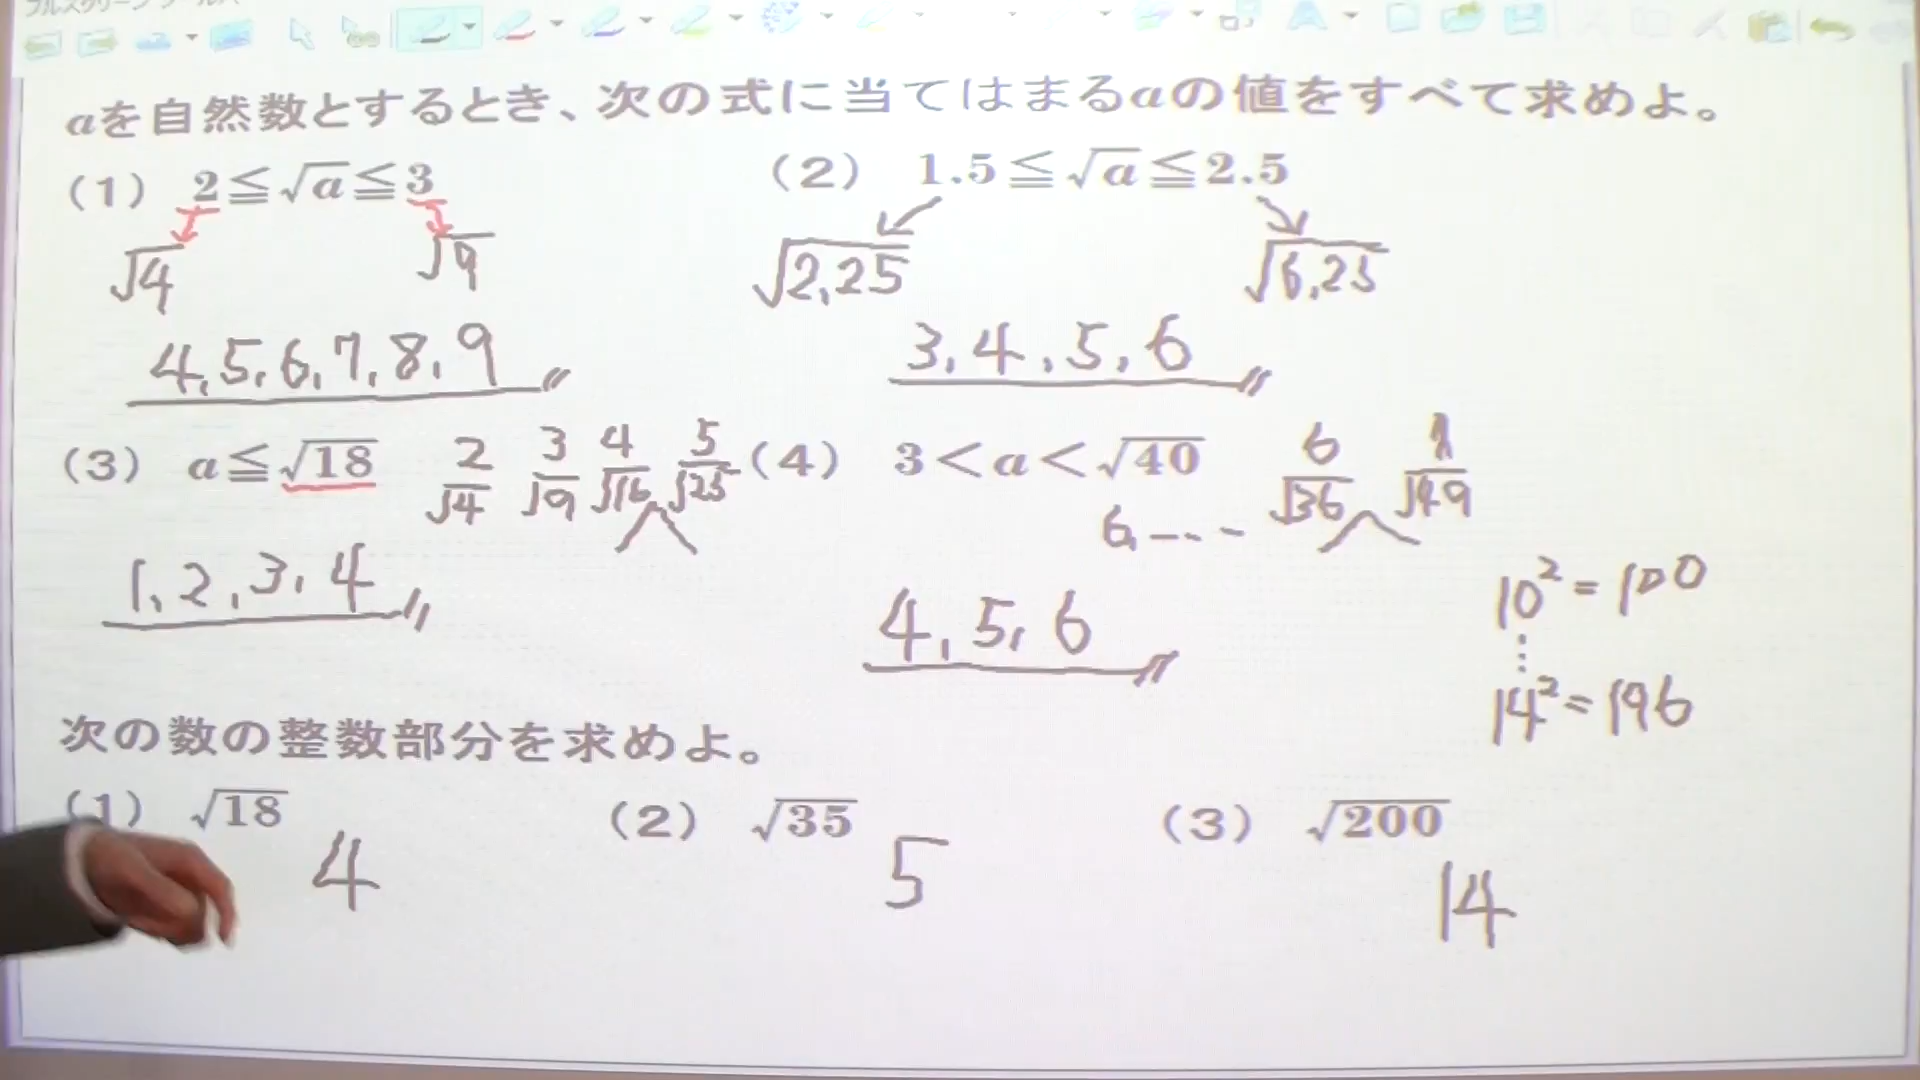 aを自然数とするとき、次の式に当てはまるaの値をすべて求めよ。
(1) 2≦√a≦3
√4 √9
4,5,6,7,8,9
(2) 1.5≦√a≦2.5
√2.25 √6.25
3,4,5,6
(3) a≦√18
2 3 4 5
√4 √9 √16 √25
1,2,3,4
(4) 3<a<√40
6
√36 √49
6,---
4,5,6
10²=100
⋮
14²=196
次の数の整数部分を求めよ。
(1) √18 4
(2) √35 5
(3) √200 14